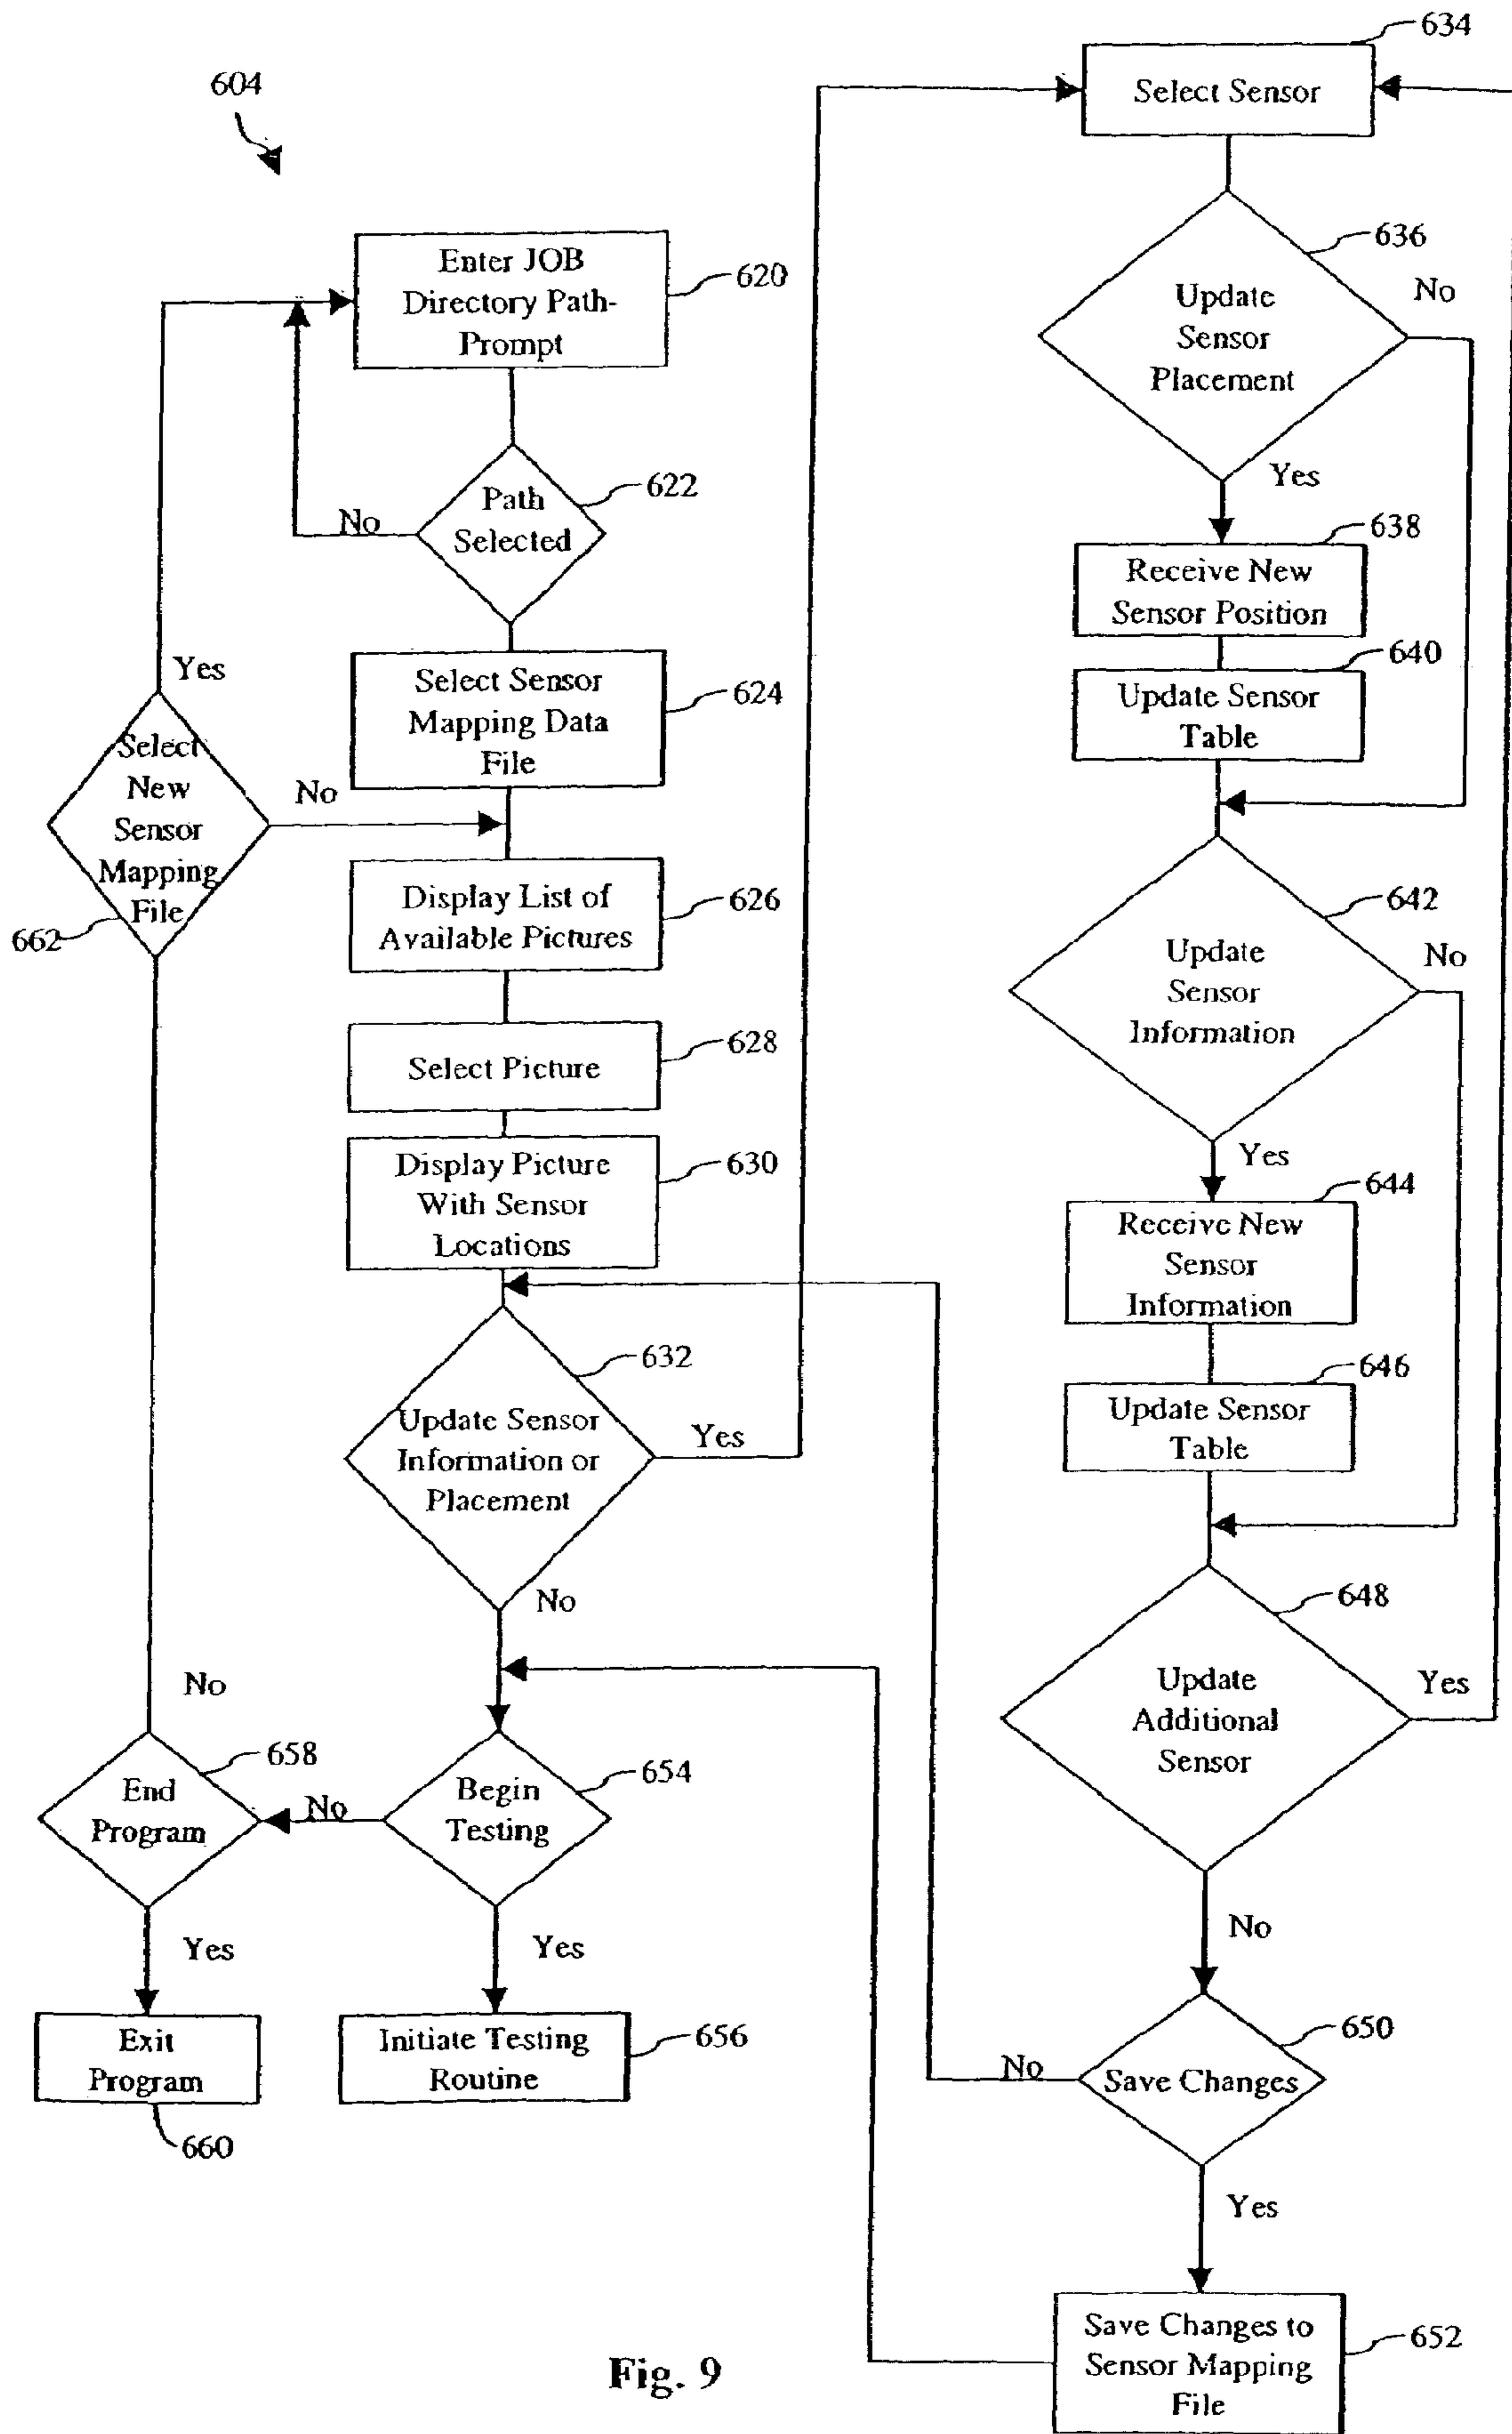 604
Enter JOB
Directory Path-
Prompt
620
Path
Selected
622
No
Select Sensor
Mapping Data
File
624
Yes
Select
New
Sensor
Mapping
File
662
No
Display List of
Available Pictures
626
Select Picture
628
Display Picture
With Sensor
Locations
630
Update Sensor
Information or
Placement
632
Yes
No
No
End
Program
658
No
Begin
Testing
654
Yes
Yes
Exit
Program
660
Initiate Testing
Routine
656
Select Sensor
634
Update
Sensor
Placement
636
No
Yes
Receive New
Sensor Position
638
Update Sensor
Table
640
Update
Sensor
Information
642
No
Yes
Receive New
Sensor
Information
644
Update Sensor
Table
646
Update
Additional
Sensor
648
Yes
No
Save Changes
650
No
Yes
Save Changes to
Sensor Mapping
File
652
Fig. 9